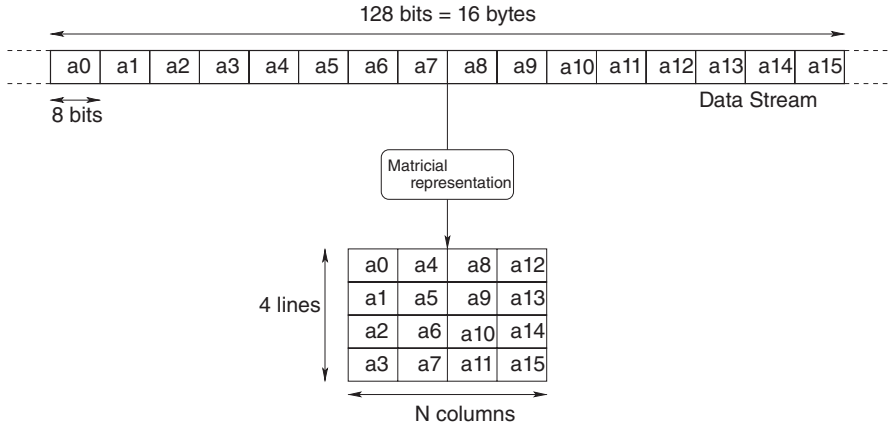 128 bits = 16 bytes
a0 a1 a2 a3 a4 a5 a6 a7 a8 a9 a10 a11 a12 a13 a14 a15
Data Stream
8 bits
Matricial
representation
a0 a4 a8 a12
a1 a5 a9 a13
4 lines
a2 a6 a10 a14
a3 a7 a11 a15
N columns